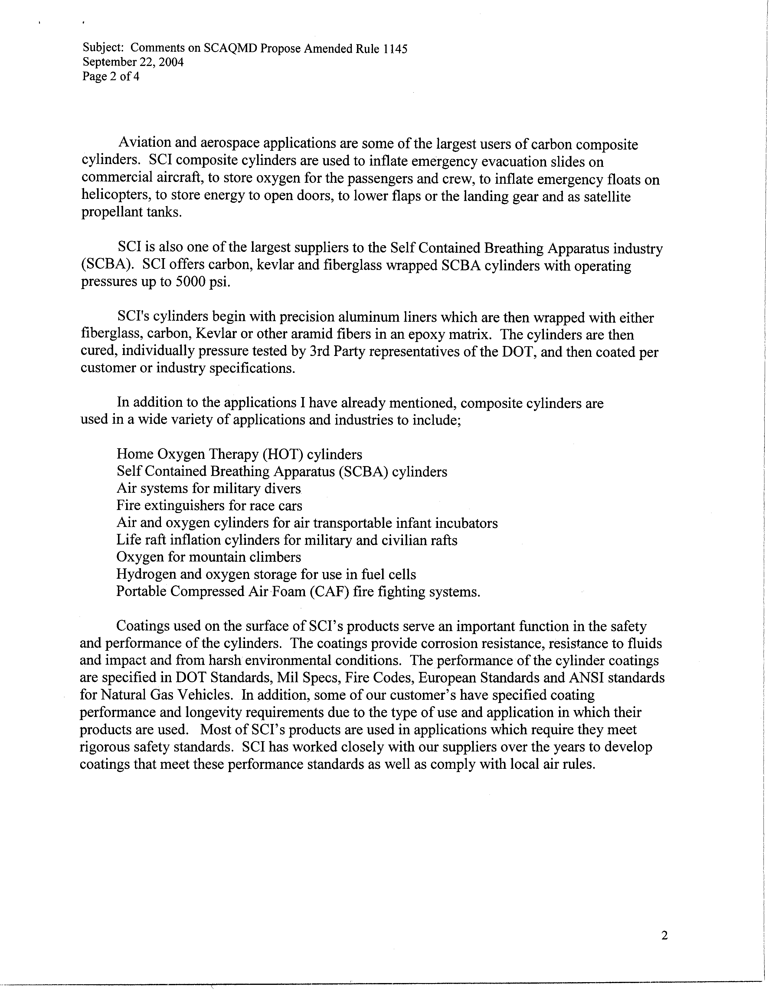 Subject: Comments on SCAQMD Propose Amended Rule 1145
September 22, 2004
Page 2 of 4
Aviation and aerospace applications are some of the largest users of carbon composite
cylinders. SCI composite cylinders are used to inflate emergency evacuation slides on
commercial aircraft, to store oxygen for the passengers and crew, to inflate emergency floats on
helicopters, to store energy to open doors, to lower flaps or the landing gear and as satellite
propellant tanks.
SCI is also one of the largest suppliers to the Self Contained Breathing Apparatus industry
(SCBA). SCI offers carbon, kevlar and fiberglass wrapped SCBA cylinders with operating
pressures up to 5000 psi.
SCI's cylinders begin with precision aluminum liners which are then wrapped with either
fiberglass, carbon, Kevlar or other aramid fibers in an epoxy matrix. The cylinders are then
cured, individually pressure tested by 3rd Party representatives of the DOT, and then coated per
customer or industry specifications.
In addition to the applications I have already mentioned, composite cylinders are
used in a wide variety of applications and industries to include;
Home Oxygen Therapy (HOT) cylinders
Self Contained Breathing Apparatus (SCBA) cylinders
Air systems for military divers
Fire extinguishers for race cars
Air and oxygen cylinders for air transportable infant incubators
Life raft inflation cylinders for military and civilian rafts
Oxygen for mountain climbers
Hydrogen and oxygen storage for use in fuel cells
Portable Compressed Air Foam (CAF) fire fighting systems.
Coatings used on the surface of SCI's products serve an important function in the safety
and performance of the cylinders. The coatings provide corrosion resistance, resistance to fluids
and impact and from harsh environmental conditions. The performance of the cylinder coatings
are specified in DOT Standards, Mil Specs, Fire Codes, European Standards and ANSI standards
for Natural Gas Vehicles. In addition, some of our customer's have specified coating
performance and longevity requirements due to the type of use and application in which their
products are used. Most of SCI's products are used in applications which require they meet
rigorous safety standards. SCI has worked closely with our suppliers over the years to develop
coatings that meet these performance standards as well as comply with local air rules.
2